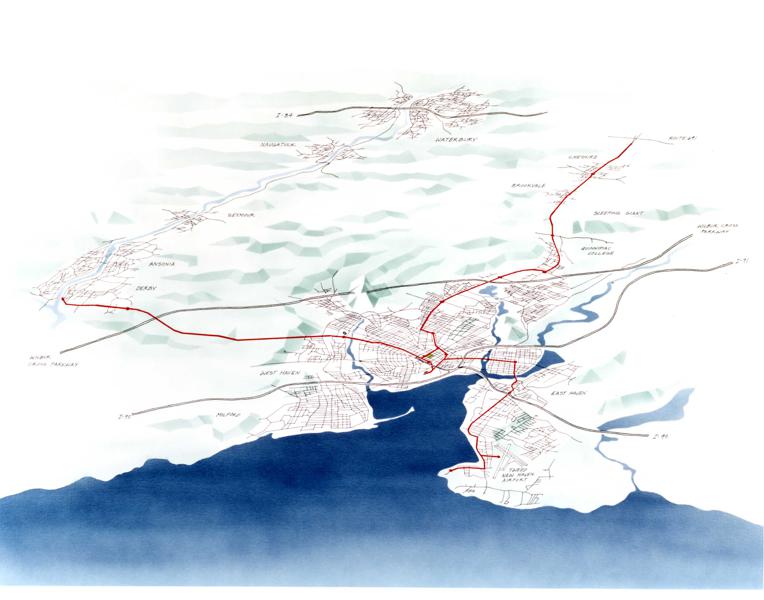 I-84
WATERBURY
NAUGATUCK
ROUTE 691
CHESHIRE
BROOKVALE
SEYMOUR
SLEEPING GIANT
WILBUR CROSS
PARKWAY
QUINNIPIAC
COLLEGE
I-91
ANSONIA
DERBY
WILBUR
CROSS PARKWAY
WEST HAVEN
EAST HAVEN
I-95
MILFORD
I-95
TWEED
NEW HAVEN
AIRPORT